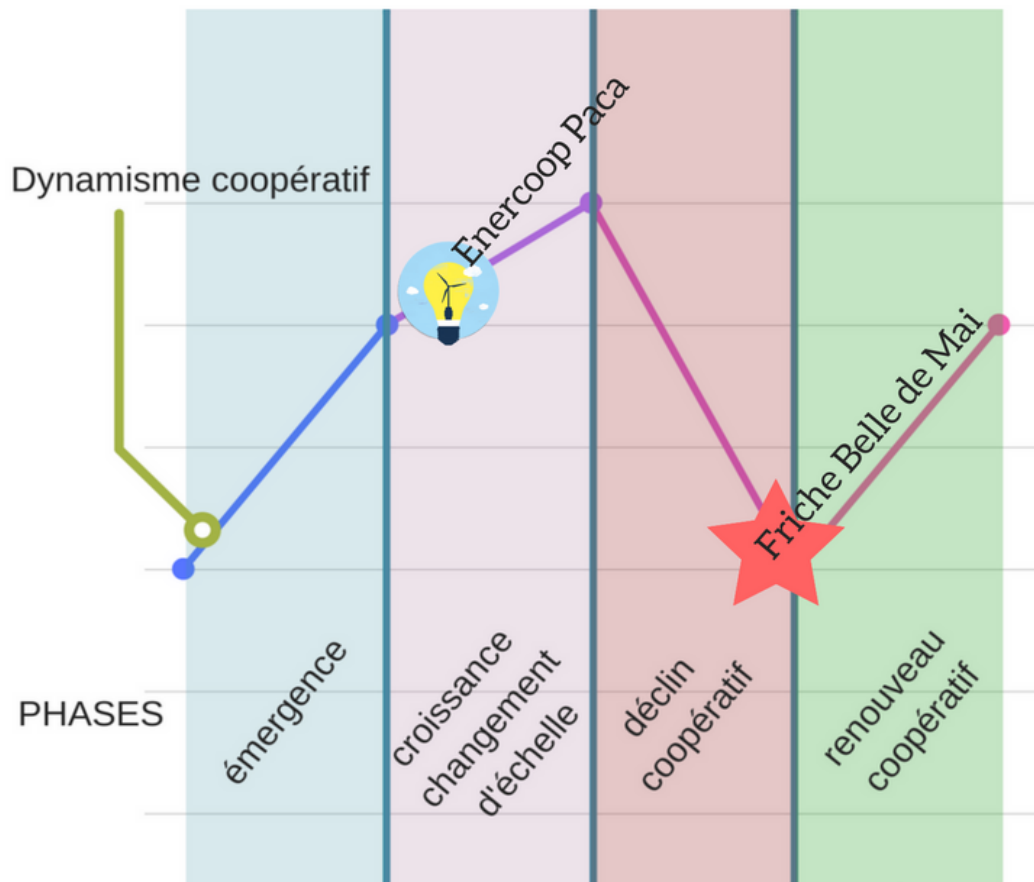 Dynamisme coopératif
Enercoop Paca
Friche Belle de Mai
PHASES
émergence
croissance
changement
d'échelle
déclin
coopératif
renouveau
coopératif